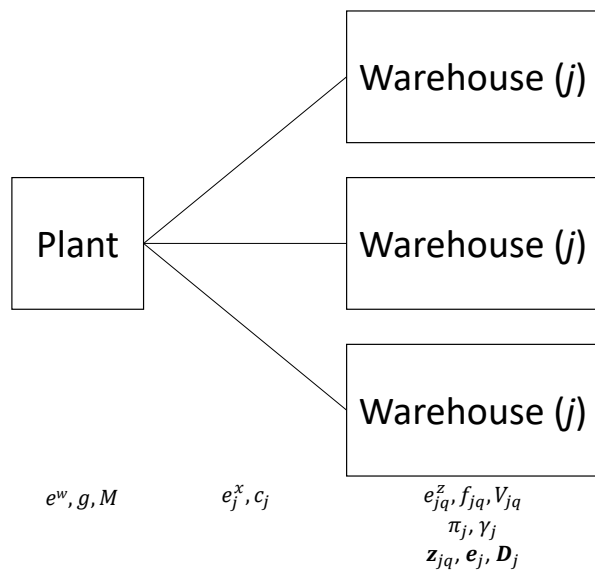 Warehouse (j)
Plant
Warehouse (j)
Warehouse (j)
e^w, g, M
e_j^x, c_j
e_{jq}^z, f_{jq}, V_{jq}
π_j, γ_j
z_{jq}, e_j, D_j